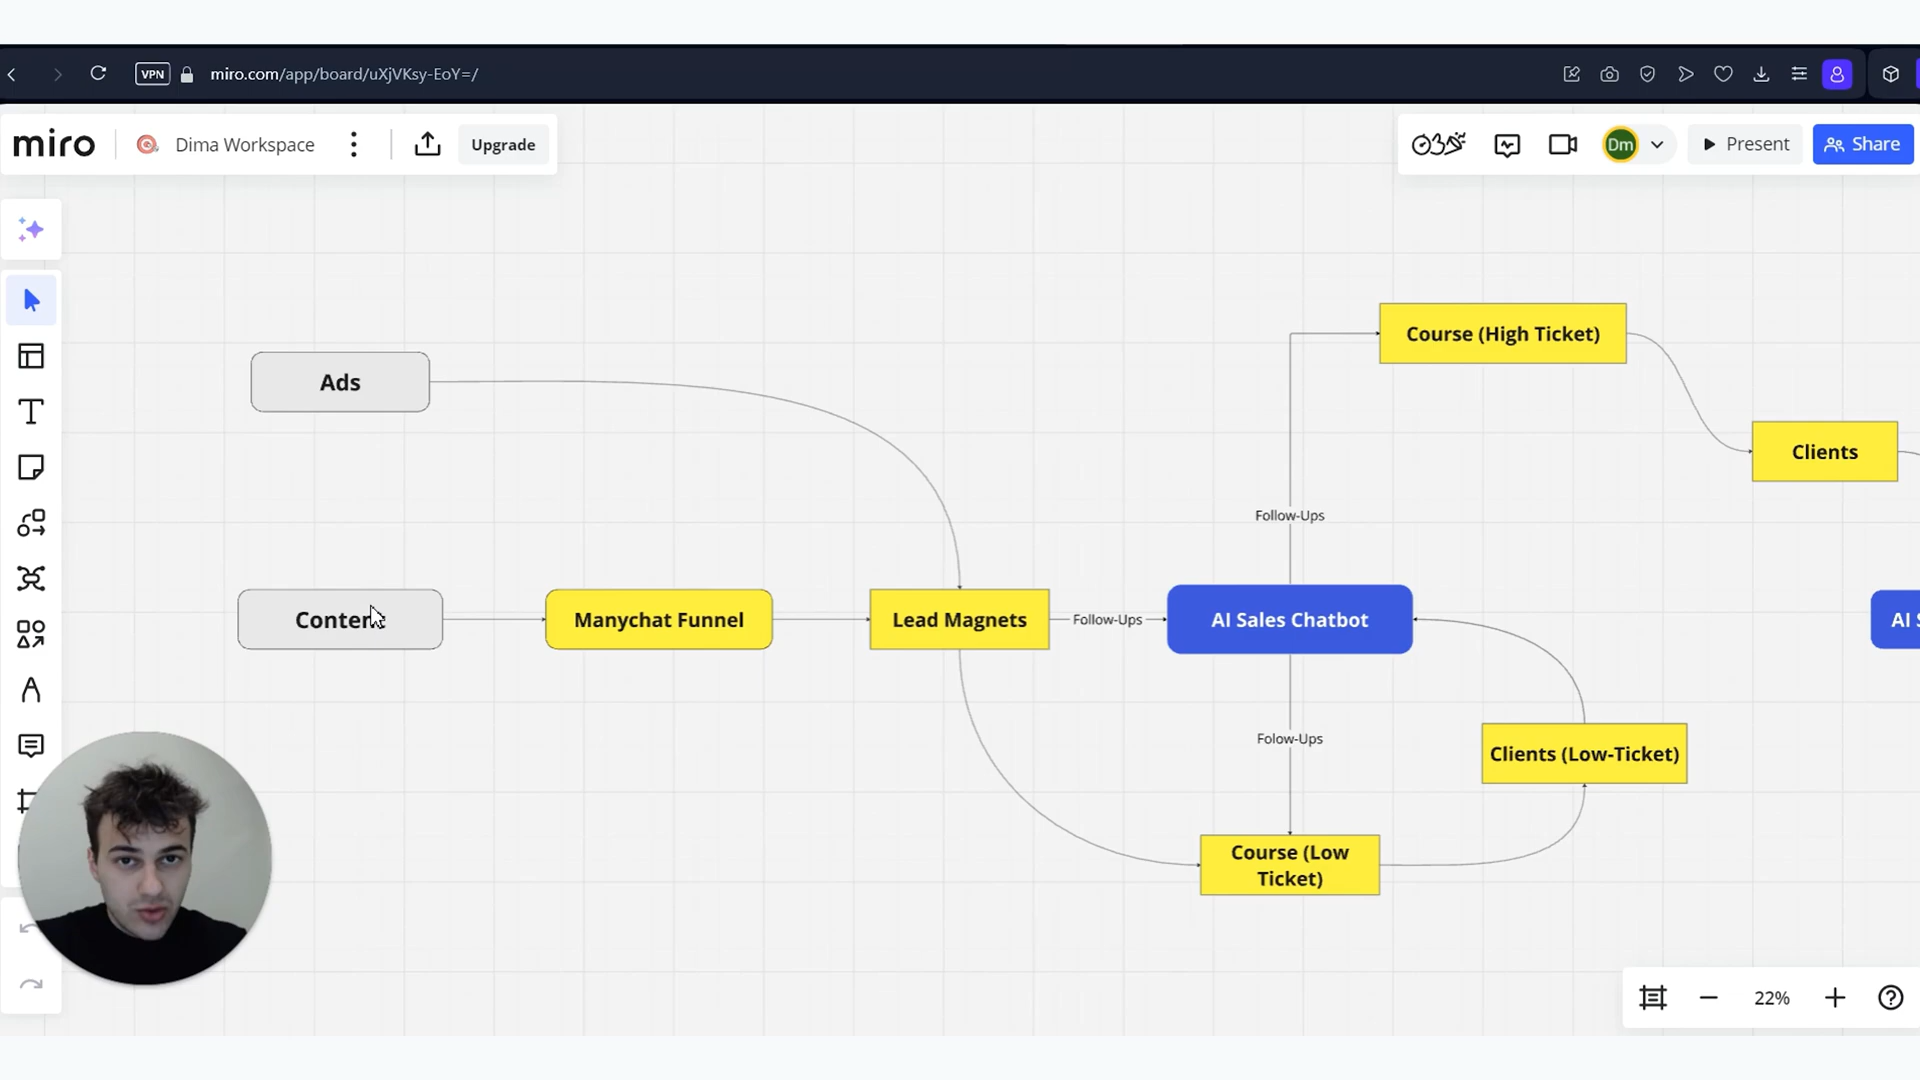 VPN
miro.com/app/board/uXjVKsy-EoY=/
miro
Dima Workspace
Upgrade
Dm
Present
Share
Course (High Ticket)
Ads
Clients
Follow-Ups
Content
Manychat Funnel
Lead Magnets
Follow-Ups
AI Sales Chatbot
AI S
Folow-Ups
Clients (Low-Ticket)
Course (Low
Ticket)
22%